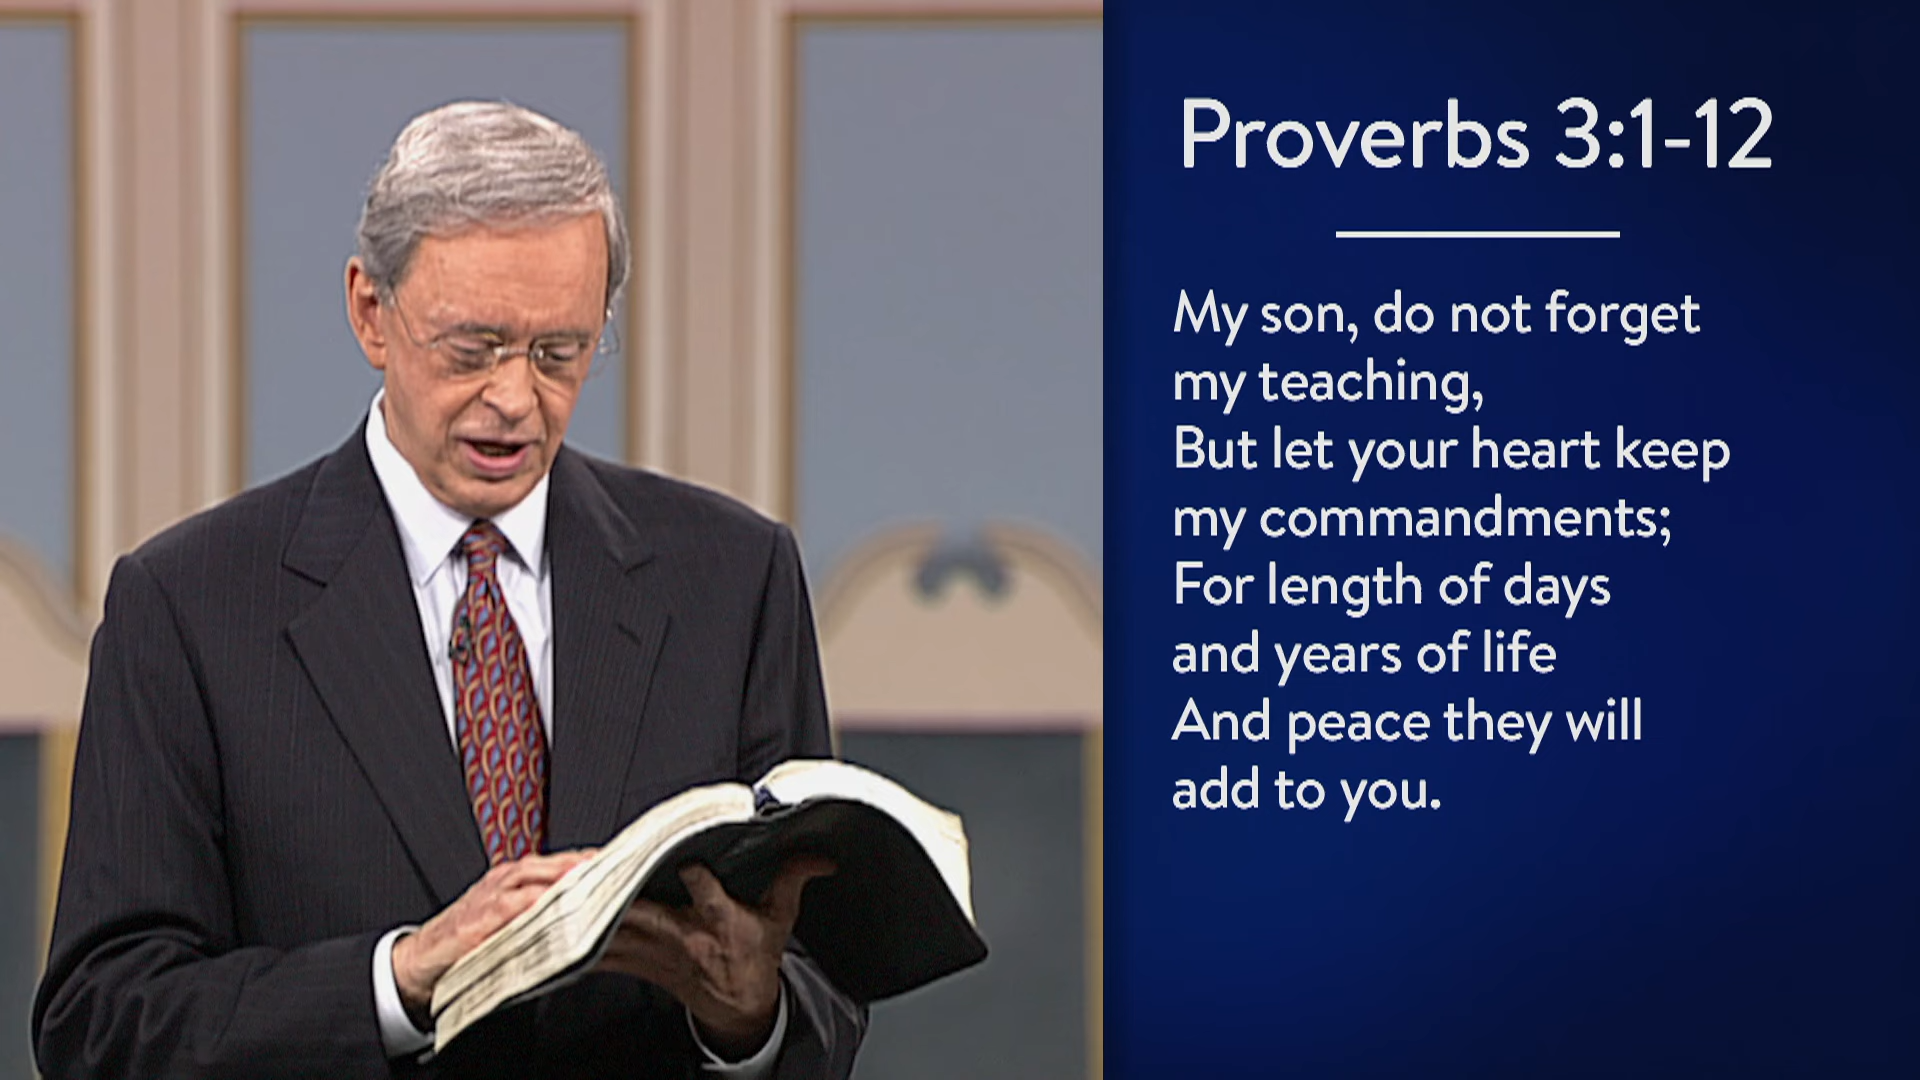 Proverbs 3:1-12
My son, do not forget
my teaching,
But let your heart keep
my commandments;
For length of days
and years of life
And peace they will
add to you.